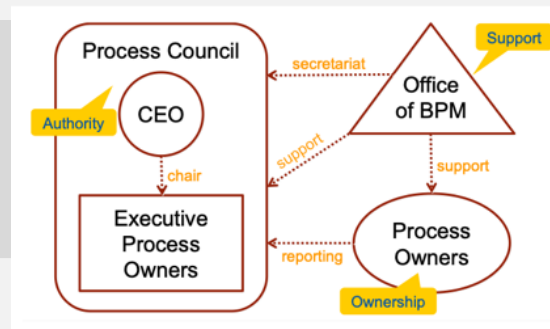 Process Council
CEO
Authority
chair
Executive
Process
Owners
secretariat
support
reporting
Support
Office
of BPM
support
Process
Owners
Ownership